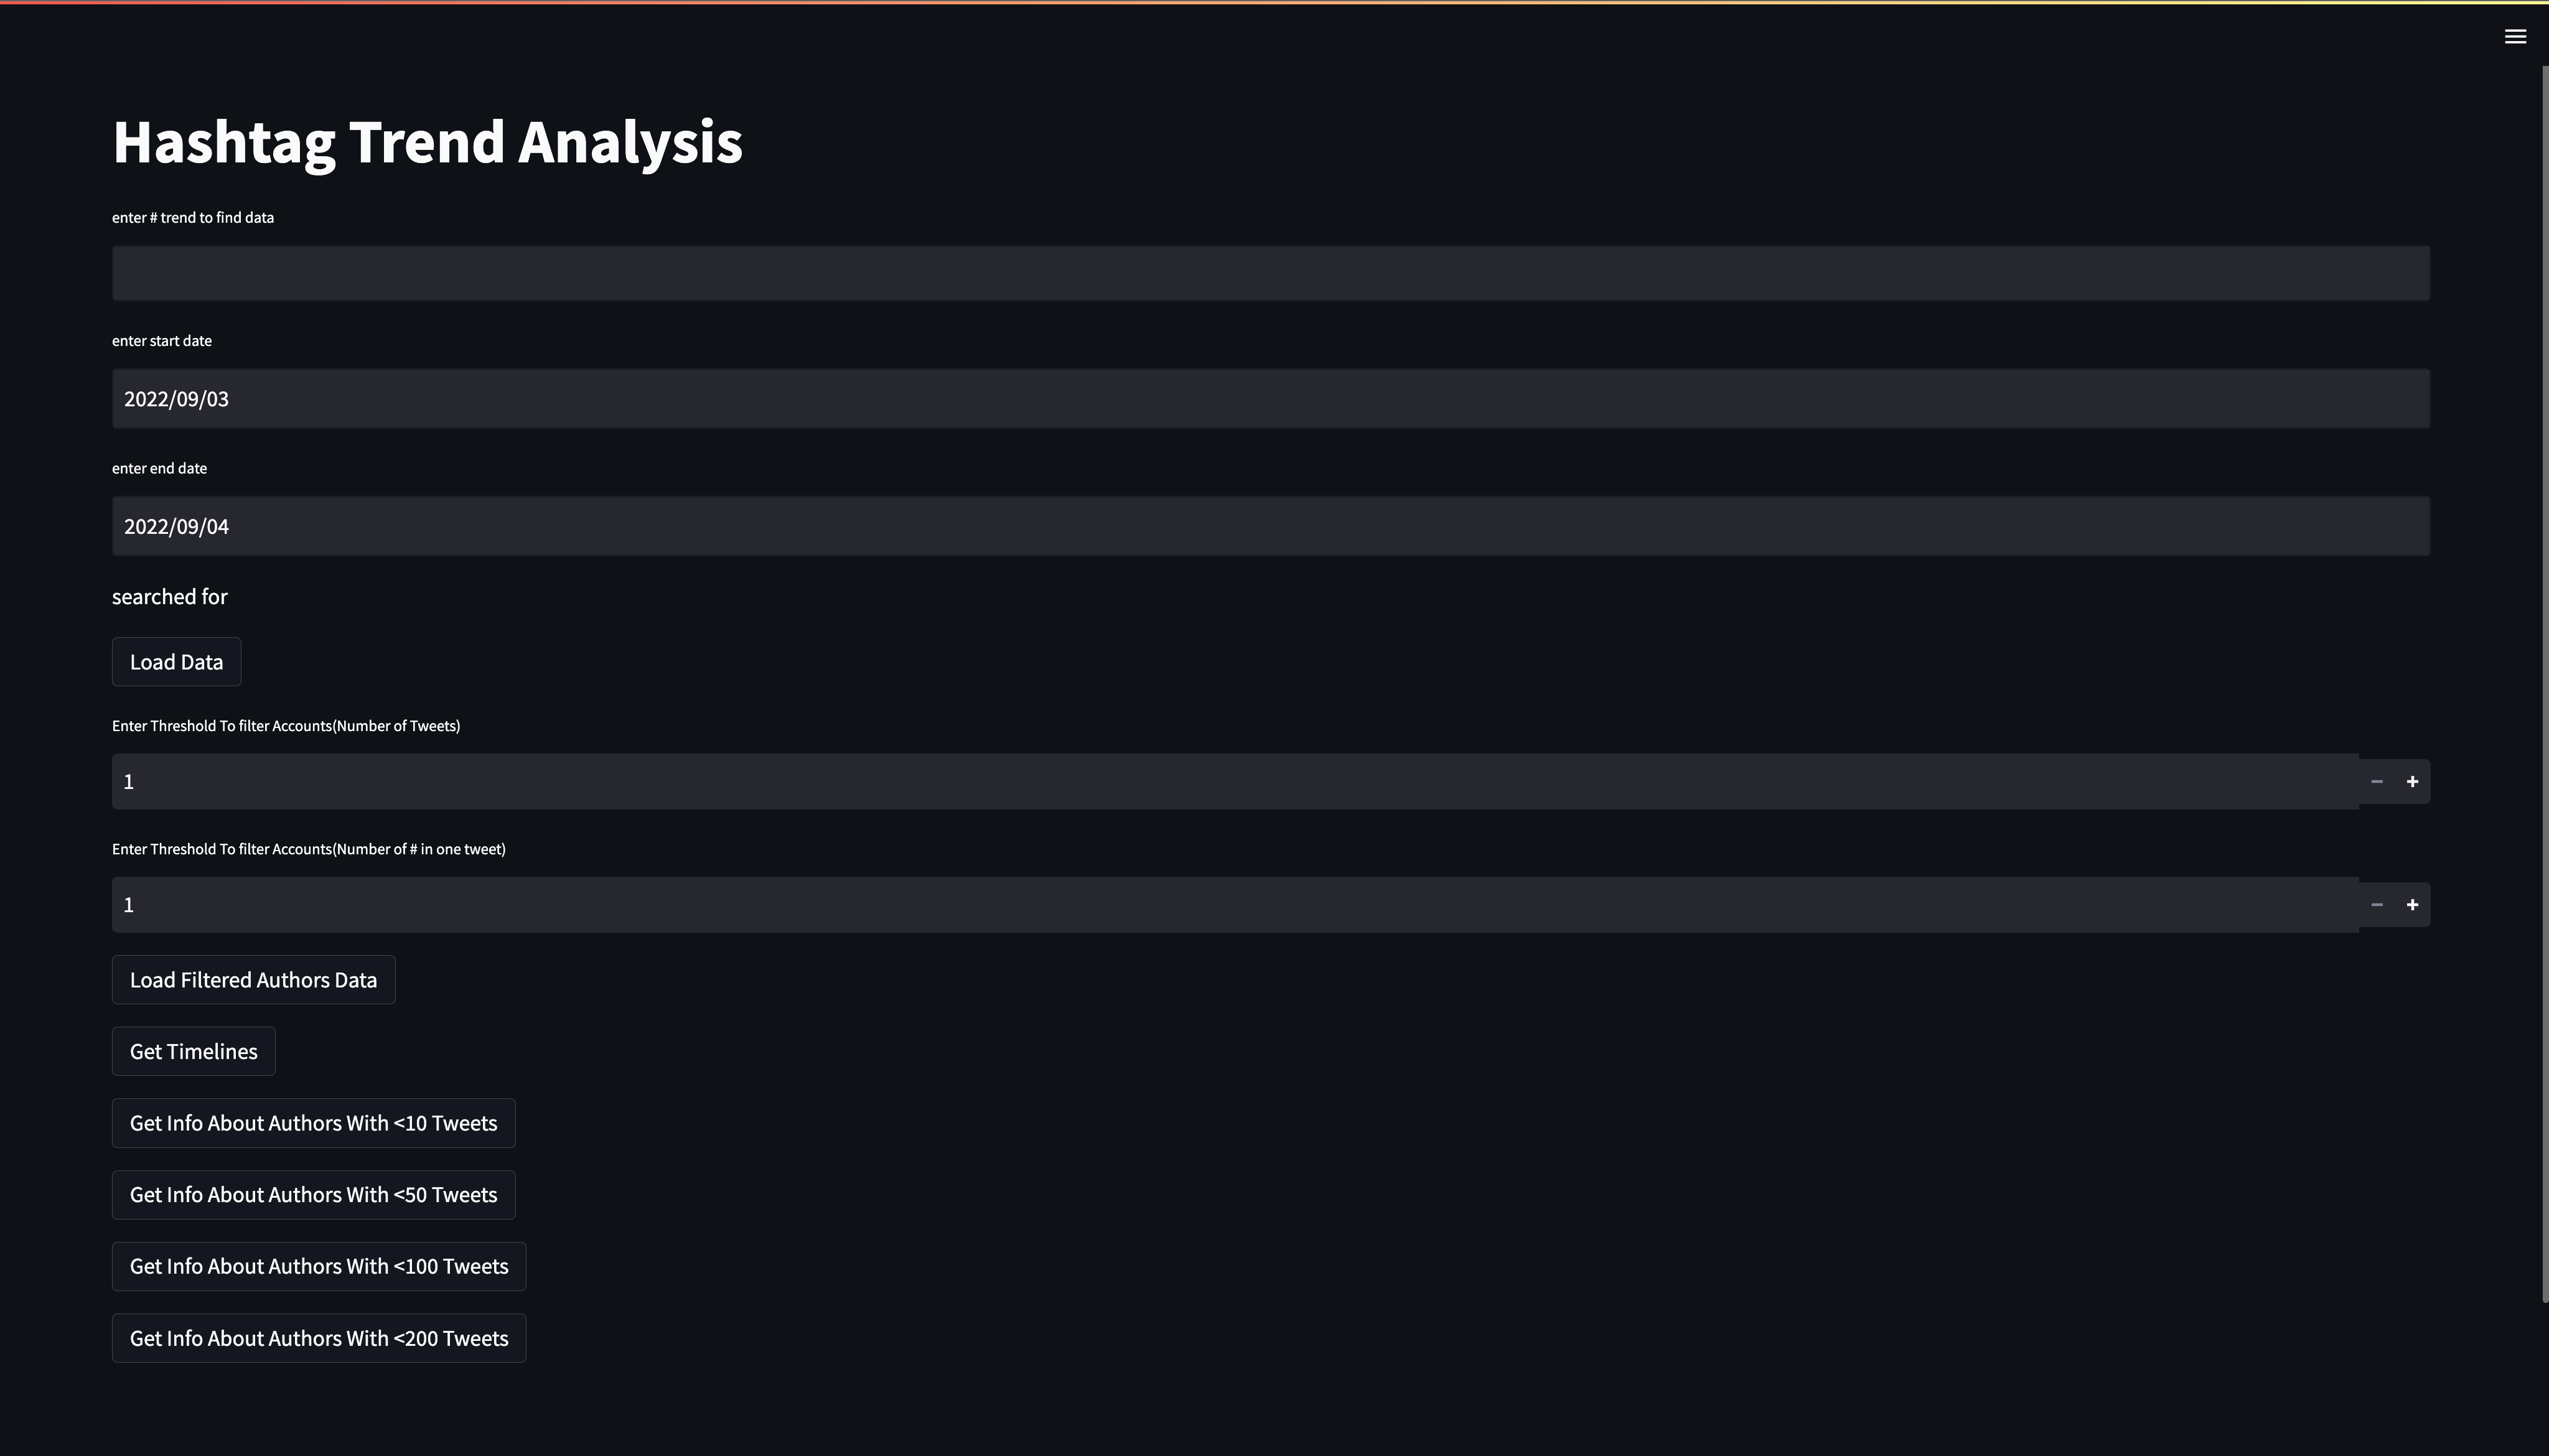 Hashtag Trend Analysis
enter # trend to find data
enter start date
2022/09/03
enter end date
2022/09/04
searched for
Load Data
Enter Threshold To filter Accounts(Number of Tweets)
1
Enter Threshold To filter Accounts(Number of # in one tweet)
1
Load Filtered Authors Data
Get Timelines
Get Info About Authors With <10 Tweets
Get Info About Authors With <50 Tweets
Get Info About Authors With <100 Tweets
Get Info About Authors With <200 Tweets